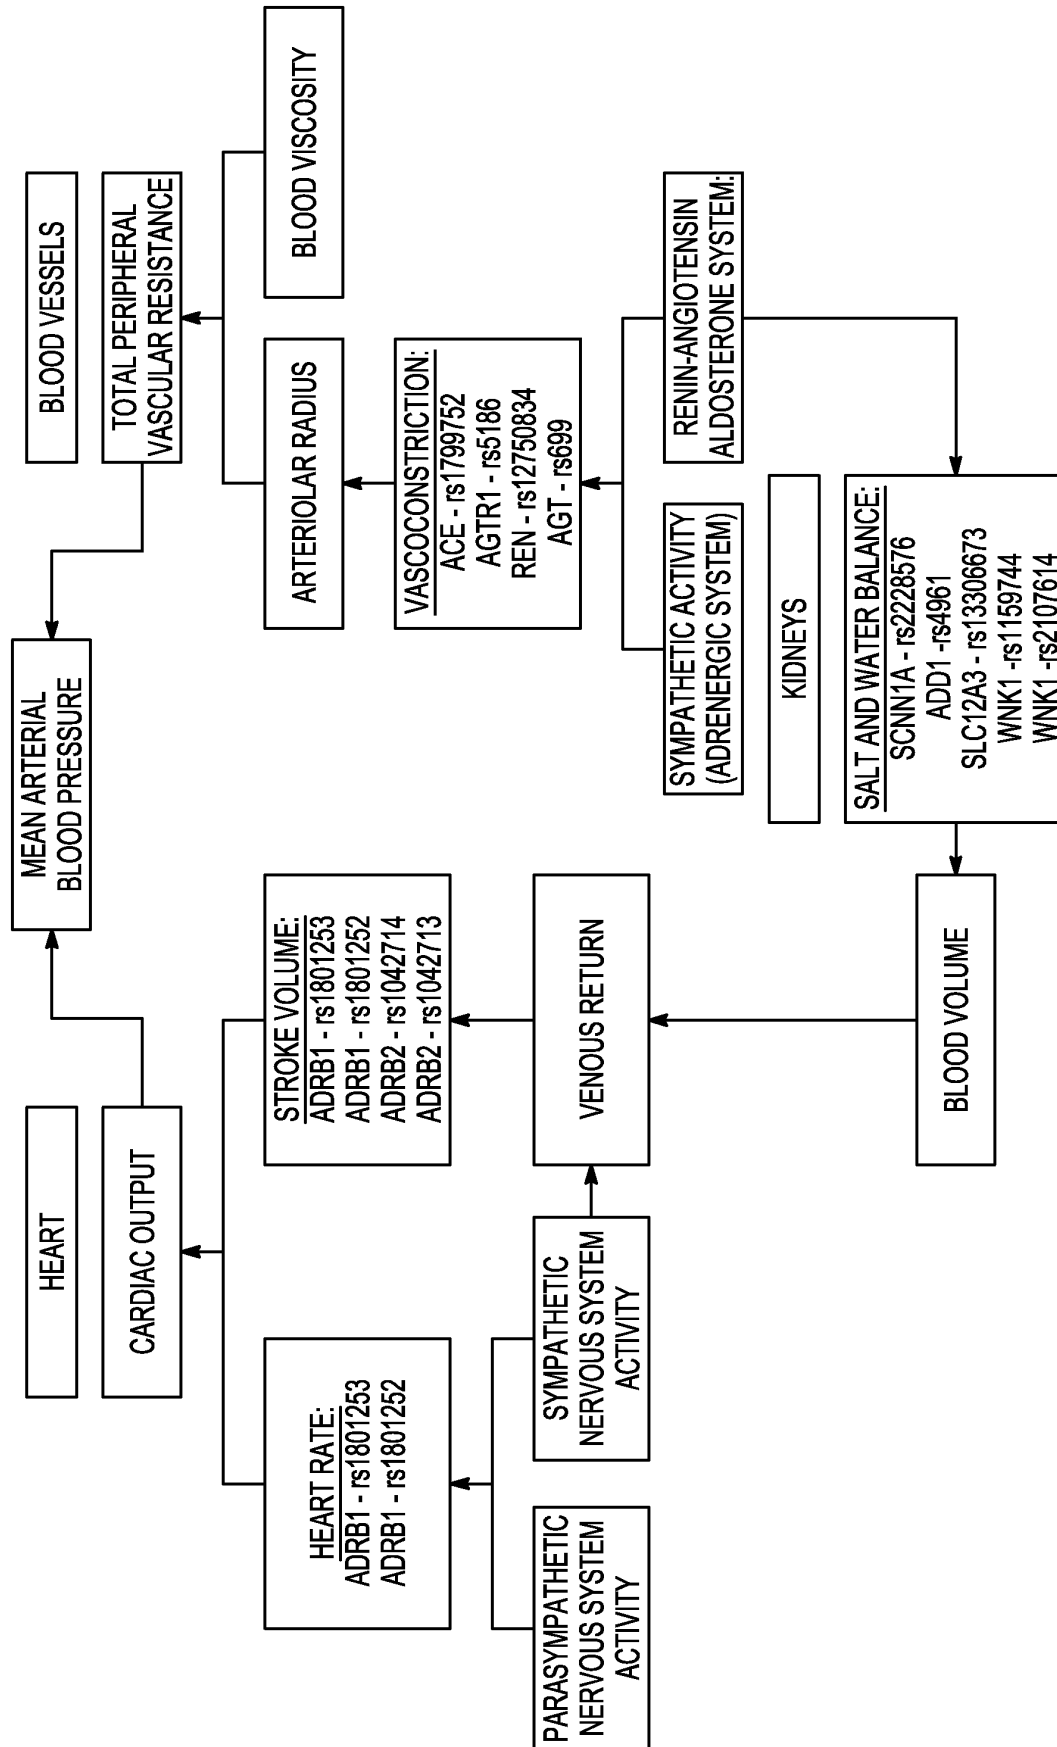 MEAN ARTERIAL
BLOOD PRESSURE
HEART
BLOOD VESSELS
CARDIAC OUTPUT
TOTAL PERIPHERAL
VASCULAR RESISTANCE
HEART RATE:
ADRB1 - rs1801253
ADRB1 - rs1801252
STROKE VOLUME:
ADRB1 - rs1801253
ADRB1 - rs1801252
ADRB2 - rs1042714
ADRB2 - rs1042713
ARTERIOLAR RADIUS
BLOOD VISCOSITY
VASCOCONSTRICTION:
ACE - rs1799752
AGTR1 - rs5186
REN - rs12750834
AGT - rs699
PARASYMPATHETIC
NERVOUS SYSTEM
ACTIVITY
SYMPATHETIC
NERVOUS SYSTEM
ACTIVITY
VENOUS RETURN
SYMPATHETIC ACTIVITY
(ADRENERGIC SYSTEM)
RENIN-ANGIOTENSIN
ALDOSTERONE SYSTEM:
KIDNEYS
BLOOD VOLUME
SALT AND WATER BALANCE:
SCNN1A - rs2228576
ADD1 -rs4961
SLC12A3 - rs13306673
WNK1 -rs1159744
WNK1 -rs2107614